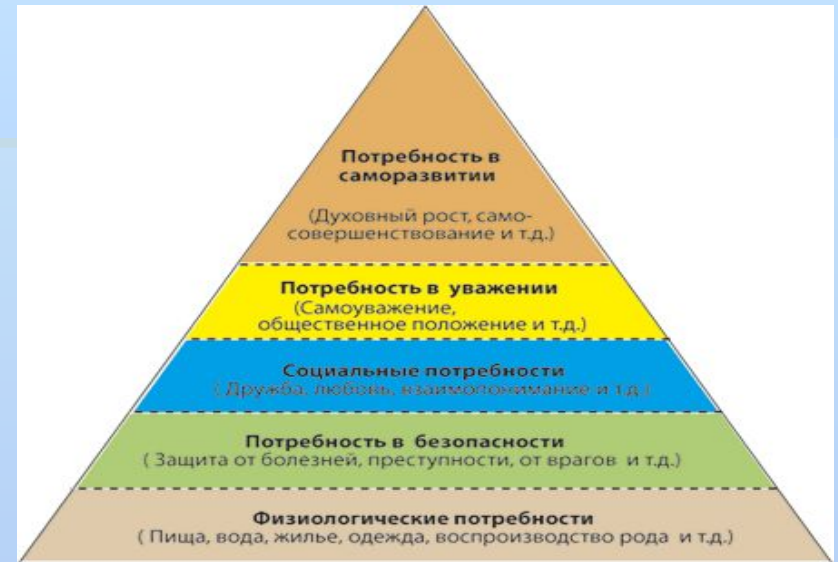 Потребность в
саморазвитии
(Духовный рост, само-
совершенствование и т.д.)
Потребность в уважении
(Самоуважение,
общественное положение и т.д.)
Социальные потребности
( Дружба, любовь, взаимопонимание и т.д.)
Потребность в безопасности
( Защита от болезней, преступности, от врагов и т.д.)
Физиологические потребности
( Пища, вода, жилье, одежда, воспроизводство рода и т.д.)